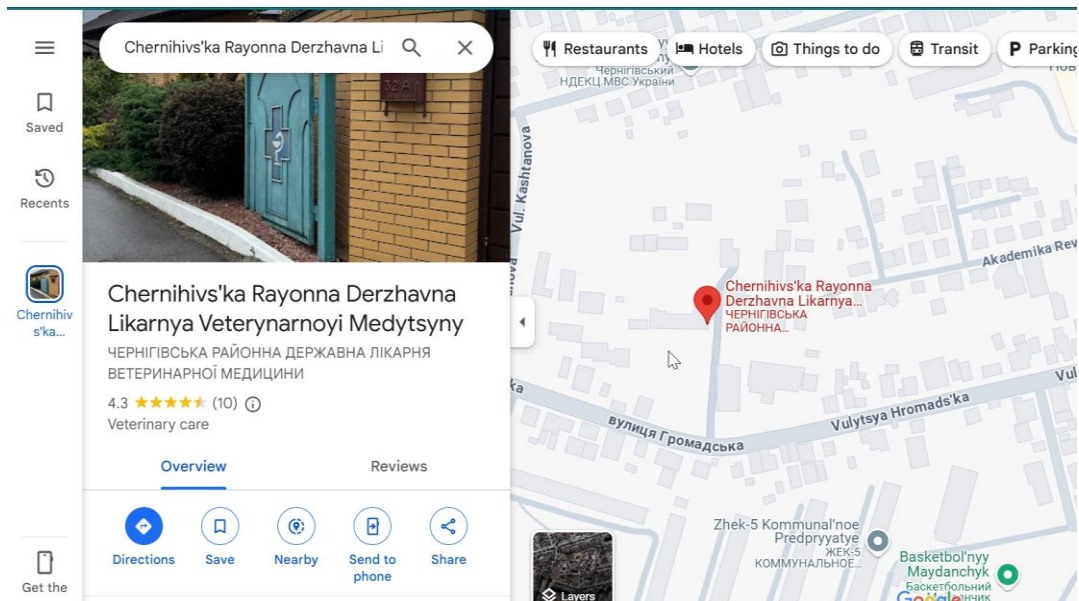 Chernihivs'ka Rayonna Derzhavna Li
Restaurants
Hotels
Things to do
Transit
Parking
Saved
Recents
Chernihiv
s'ka...
Get the
32 A
Chernihivs'ka Rayonna Derzhavna
Likarnya Veterynarnoyi Medytsyny
ЧЕРНІГІВСЬКА РАЙОННА ДЕРЖАВНА ЛІКАРНЯ
ВЕТЕРИНАРНОЇ МЕДИЦИНИ
4.3 (10)
Veterinary care
Overview
Reviews
Directions
Save
Nearby
Send to
phone
Share
Чернігівський
НДЕКЦ МВС України
Vul. Kashtanova
Akademika Rev
Chernihivs'ka Rayonna
Derzhavna Likarnya...
ЧЕРНІГІВСЬКА
РАЙОННА...
Vul
Vulytsya Hromads'ka
вулиця Громадська
Zhek-5 Kommunal'noe
Predpryyatye
ЖЕК-5
КОММУНАЛЬНОЕ...
Basketbol'nyy
Maydanchyk
Баскетбольний
Layers
Google